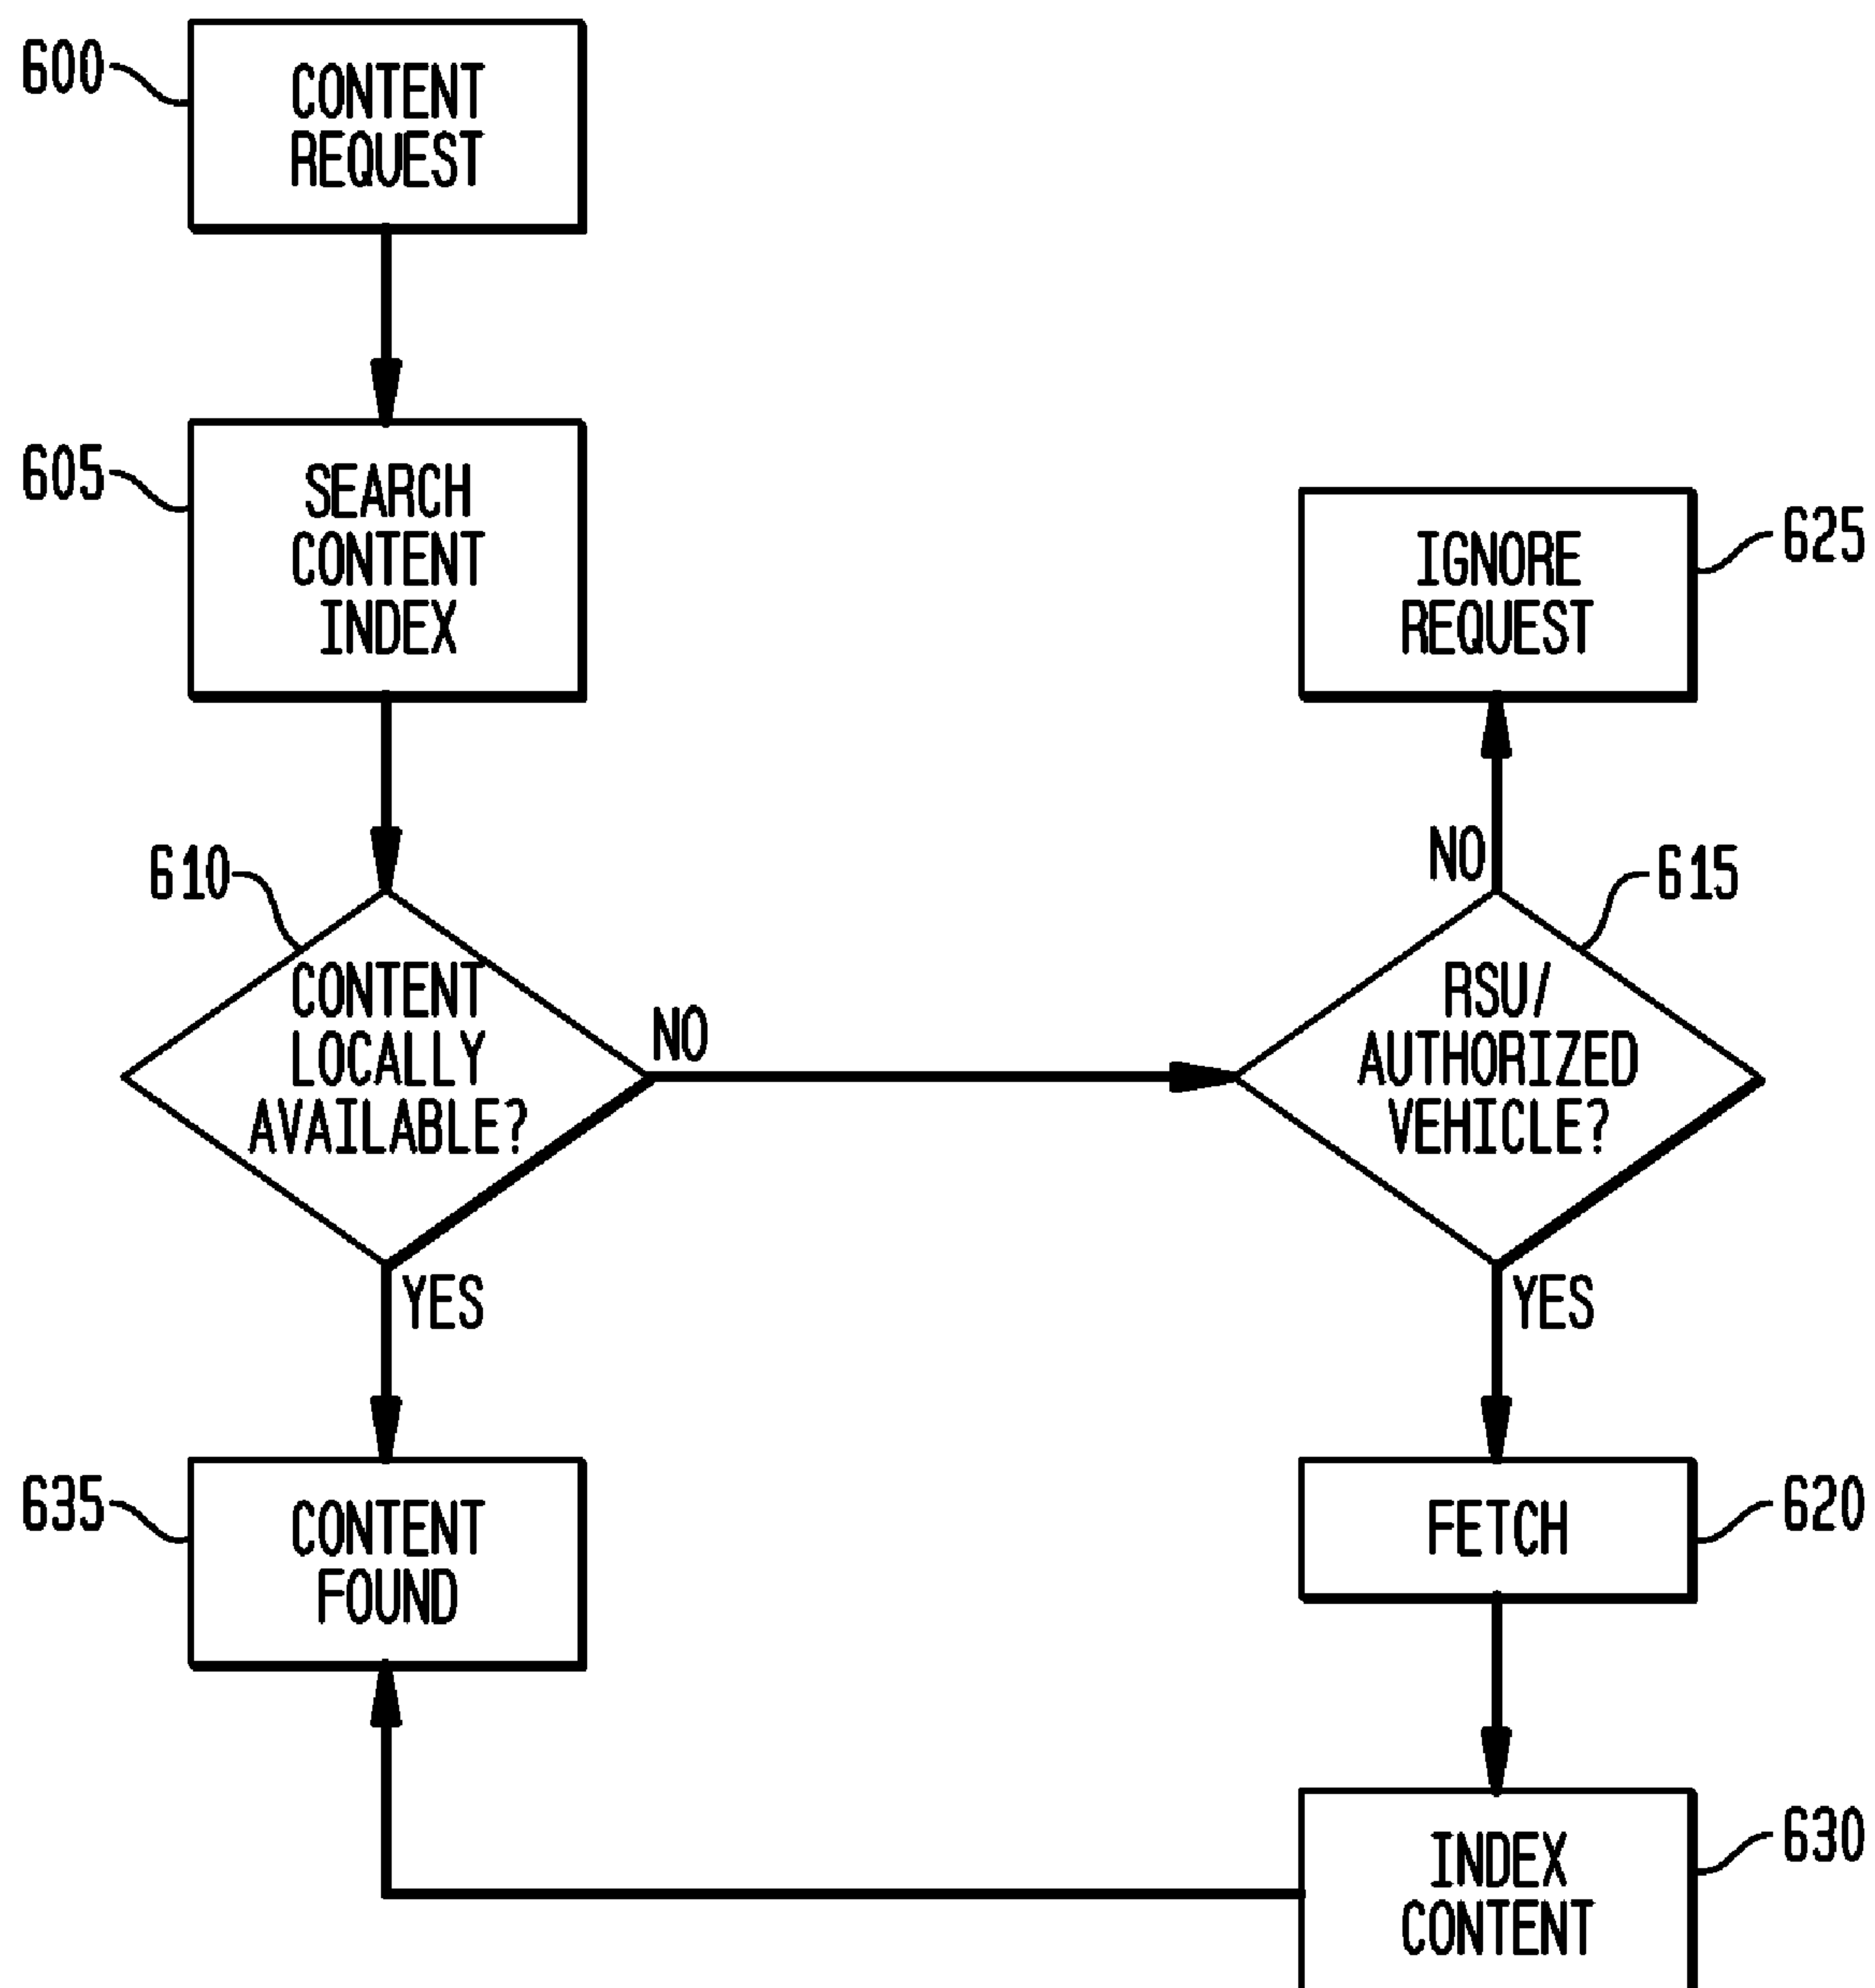 600
CONTENT
REQUEST
605
SEARCH
CONTENT
INDEX
IGNORE
REQUEST
625
610
CONTENT
LOCALLY
AVAILABLE?
NO
NO
615
RSU/
AUTHORIZED
VEHICLE?
YES
YES
635
CONTENT
FOUND
FETCH
620
INDEX
CONTENT
630